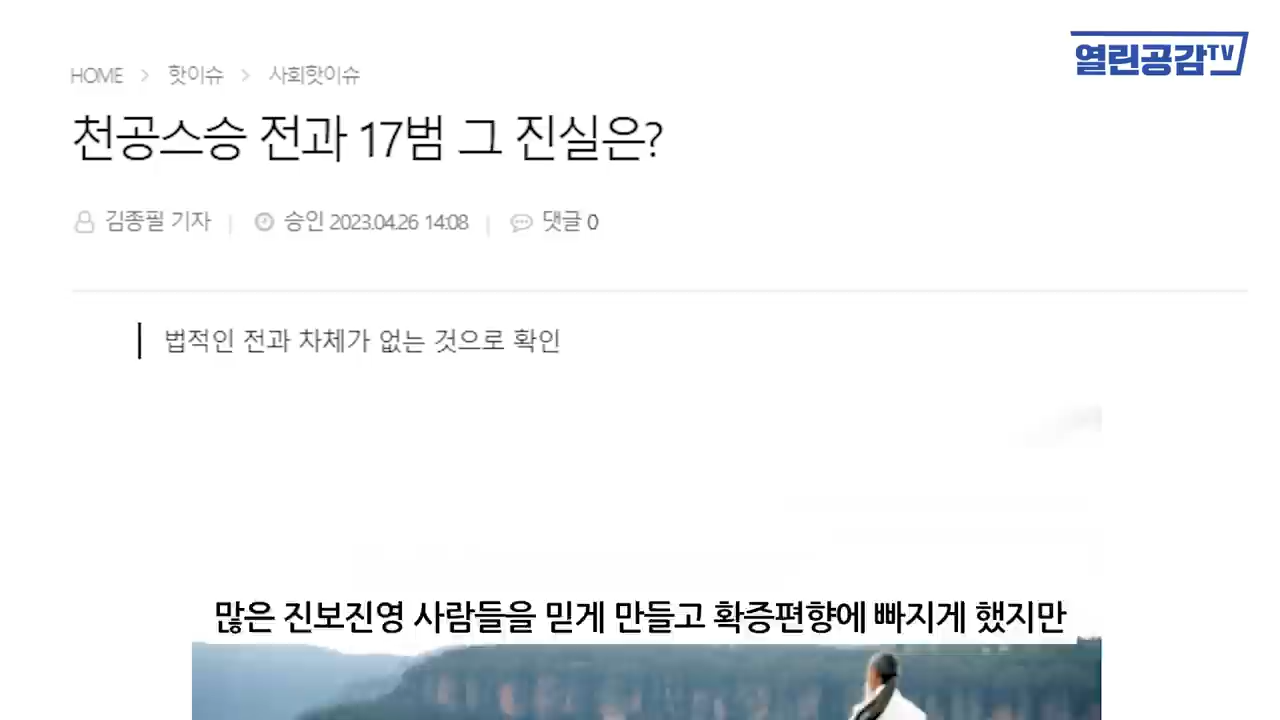 HOME > 핫이슈 > 사회핫이슈
열린공감TV
천공스승 전과 17범 그 진실은?
김종필 기자 | 승인 2023.04.26 14:08 | 댓글 0
법적인 전과 차체가 없는 것으로 확인
많은 진보진영 사람들을 믿게 만들고 확증편향에 빠지게 했지만